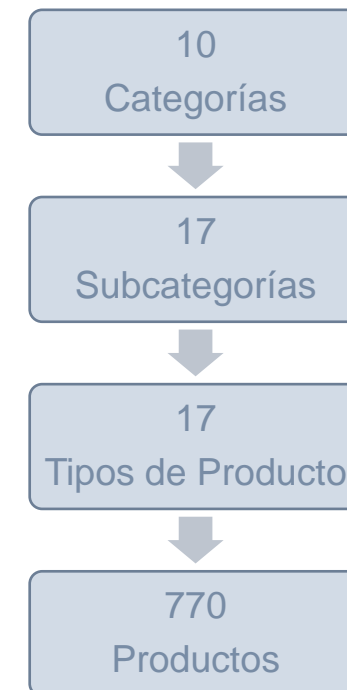 10
Categorías
17
Subcategorías
17
Tipos de Producto
770
Productos